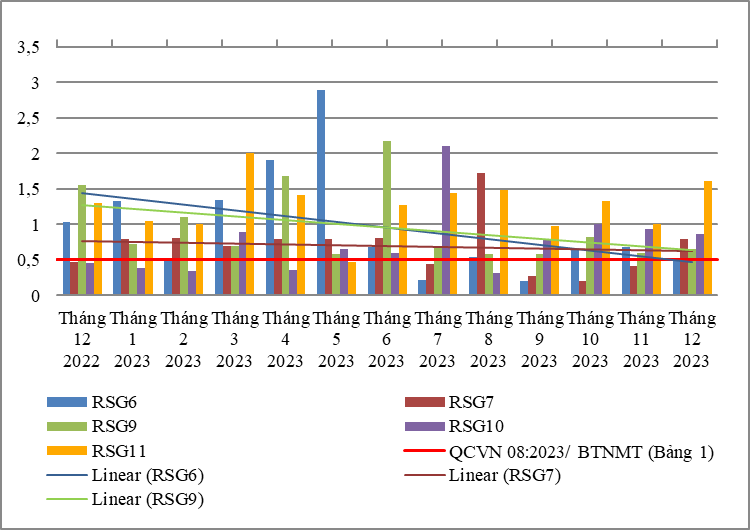 3,5
3
2,5
2
1,5
1
0,5
0
Tháng Tháng Tháng Tháng Tháng Tháng Tháng Tháng Tháng Tháng Tháng Tháng Tháng
12 1 2 3 4 5 6 7 8 9 10 11 12
2022 2023 2023 2023 2023 2023 2023 2023 2023 2023 2023 2023 2023
RSG6 RSG7
RSG9 RSG10
RSG11 QCVN 08:2023/ BTNMT (Bảng 1)
Linear (RSG6) Linear (RSG7)
Linear (RSG9)